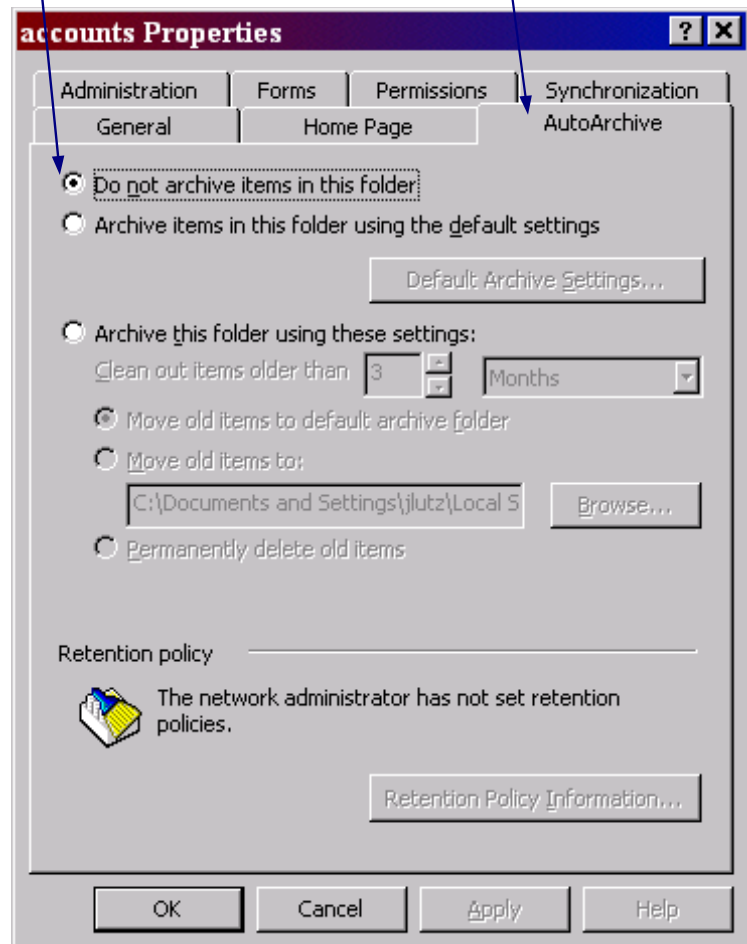 accounts Properties
Administration Forms Permissions Synchronization
General Home Page AutoArchive
Do not archive items in this folder
Archive items in this folder using the default settings
Default Archive Settings...
Archive this folder using these settings:
Clean out items older than 3 Months
Move old items to default archive folder
Move old items to:
C:\Documents and Settings\jlutz\Local S Browse...
Permanently delete old items
Retention policy
The network administrator has not set retention
policies.
Retention Policy Information...
OK Cancel Apply Help